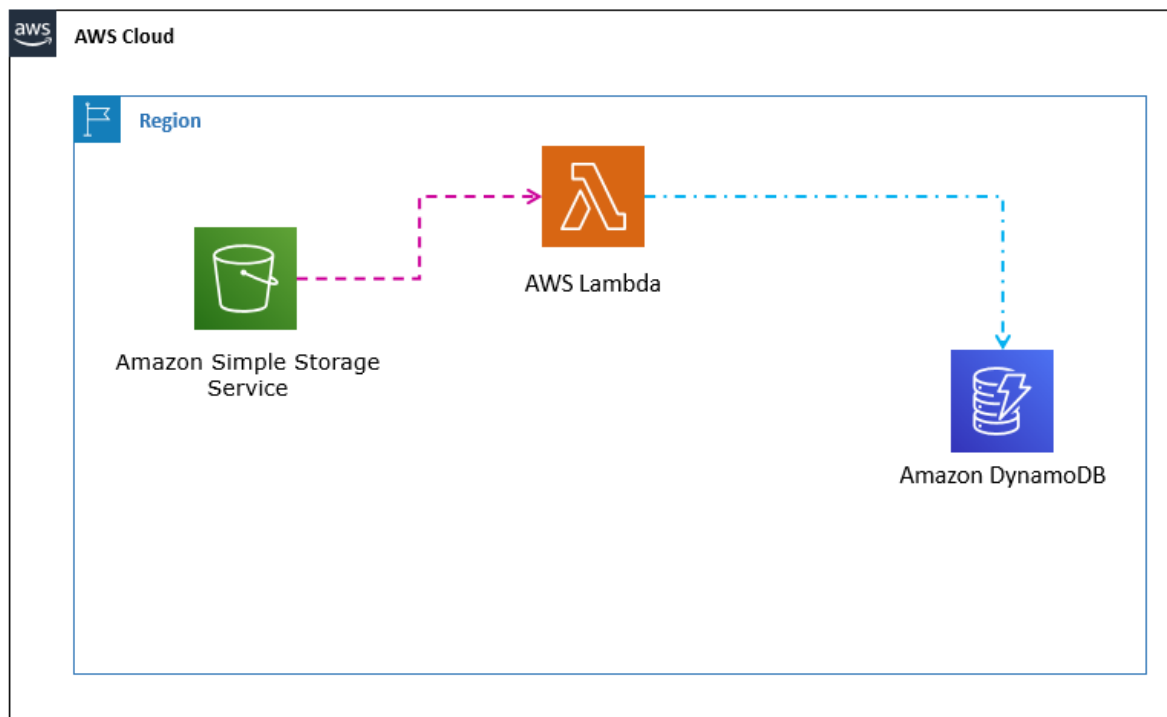 aws
AWS Cloud
Region
AWS Lambda
Amazon Simple Storage
Service
Amazon DynamoDB